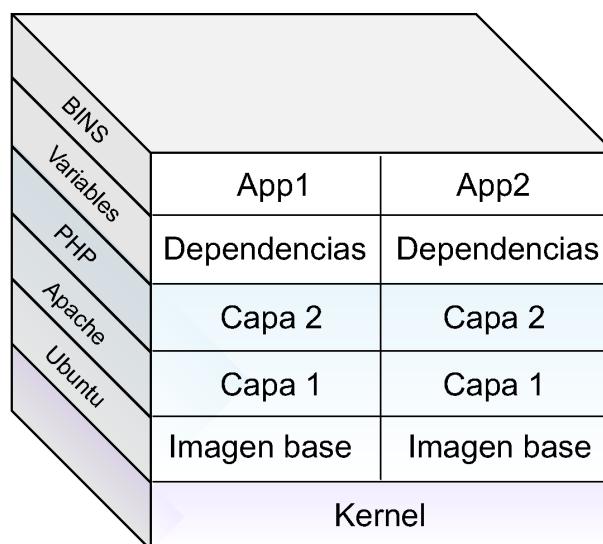 BINS
Variables
PHP
Apache
Ubuntu
App1 App2
Dependencias Dependencias
Capa 2 Capa 2
Capa 1 Capa 1
Imagen base Imagen base
Kernel